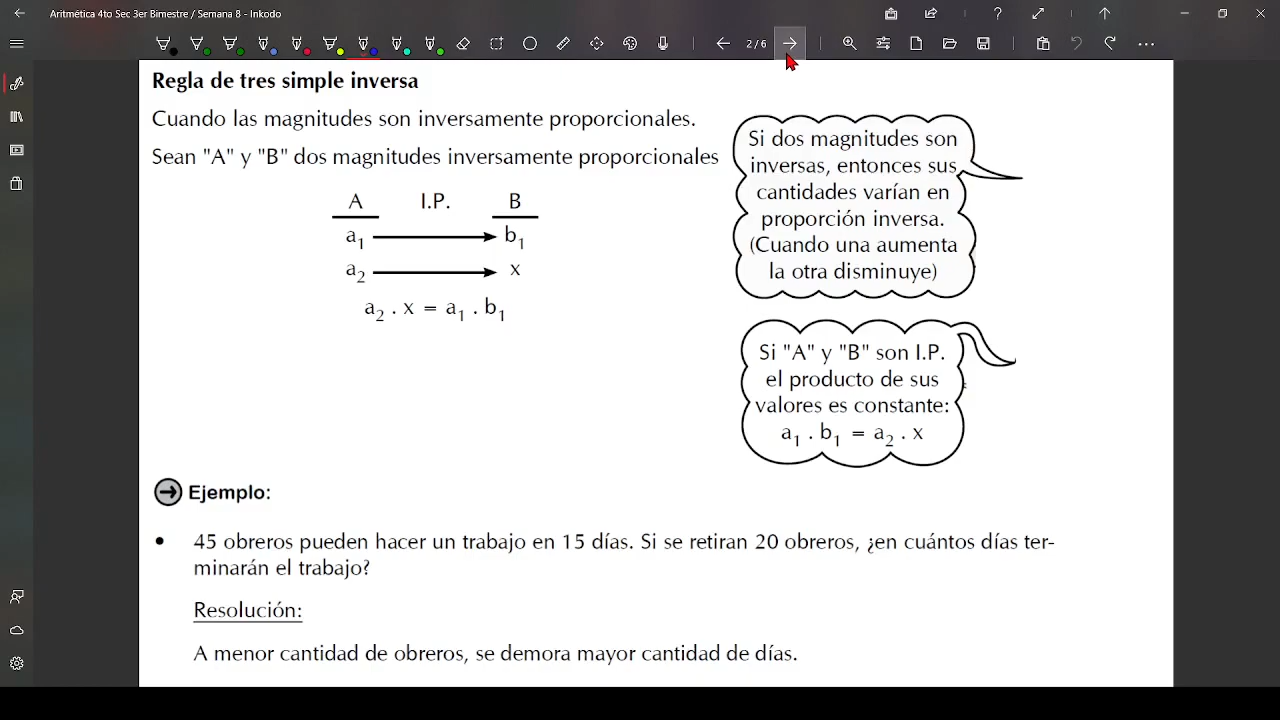 Aritmética 4to Sec 3er Bimestre / Semana 8 - Inkodo
2/6
Regla de tres simple inversa
Cuando las magnitudes son inversamente proporcionales.
Sean "A" y "B" dos magnitudes inversamente proporcionales
A I.P. B
a₁ → b₁
a₂ → x
a₂ . x = a₁ . b₁
Si dos magnitudes son
inversas, entonces sus
cantidades varían en
proporción inversa.
(Cuando una aumenta
la otra disminuye)
Si "A" y "B" son I.P.
el producto de sus
valores es constante:
a₁ . b₁ = a₂ . x
Ejemplo:
• 45 obreros pueden hacer un trabajo en 15 días. Si se retiran 20 obreros, ¿en cuántos días ter-
minarán el trabajo?
Resolución:
A menor cantidad de obreros, se demora mayor cantidad de días.